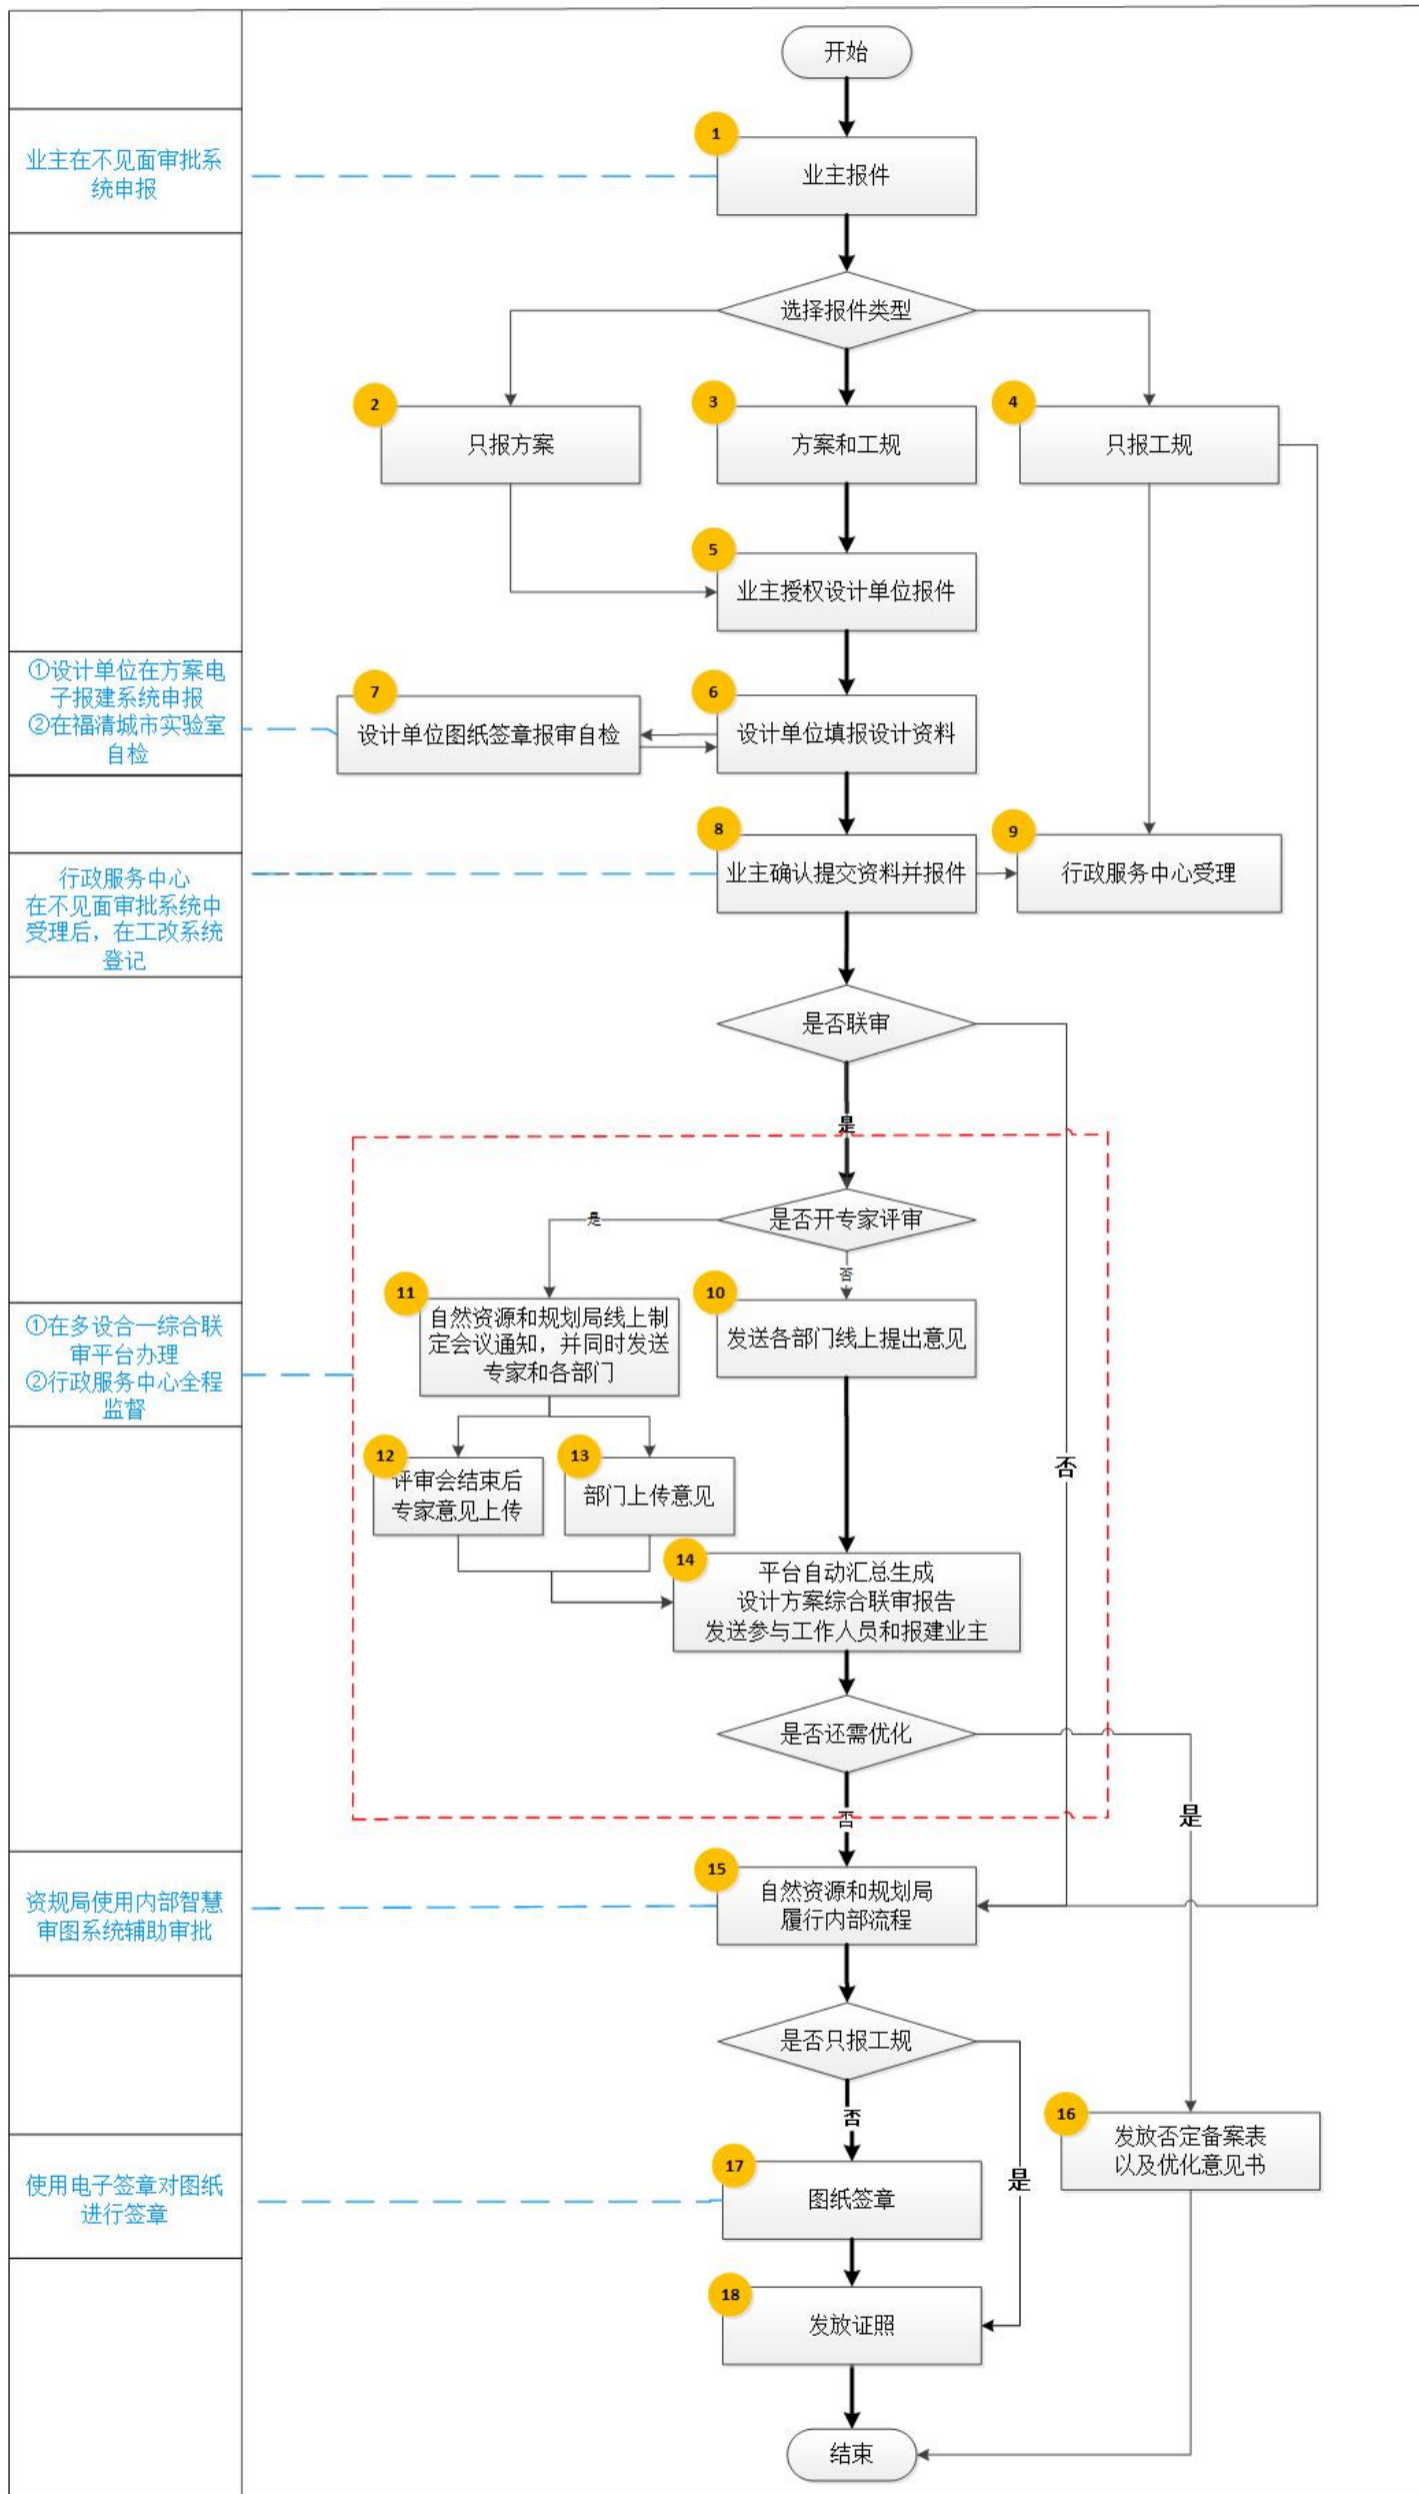 开始
1
业主报件
业主在不见面审批系
统申报
选择报件类型
2
只报方案
3
方案和工规
4
只报工规
5
业主授权设计单位报件
①设计单位在方案电
子报建系统申报
②在福清城市实验室
自检
7
设计单位图纸签章报审自检
6
设计单位填报设计资料
8
业主确认提交资料并报件
9
行政服务中心受理
行政服务中心
在不见面审批系统中
受理后，在工改系统
登记
是否联审
是
否
是否开专家评审
是
否
11
自然资源和规划局线上制
定会议通知，并同时发送
专家和各部门
10
发送各部门线上提出意见
①在多设合一综合联
审平台办理
②行政服务中心全程
监督
12
评审会结束后
专家意见上传
13
部门上传意见
14
平台自动汇总生成
设计方案综合联审报告
发送参与工作人员和报建业主
是否还需优化
否
是
15
自然资源和规划局
履行内部流程
资规局使用内部智慧
审图系统辅助审批
是否只报工规
否
是
16
发放否定备案表
以及优化意见书
17
图纸签章
使用电子签章对图纸
进行签章
18
发放证照
结束